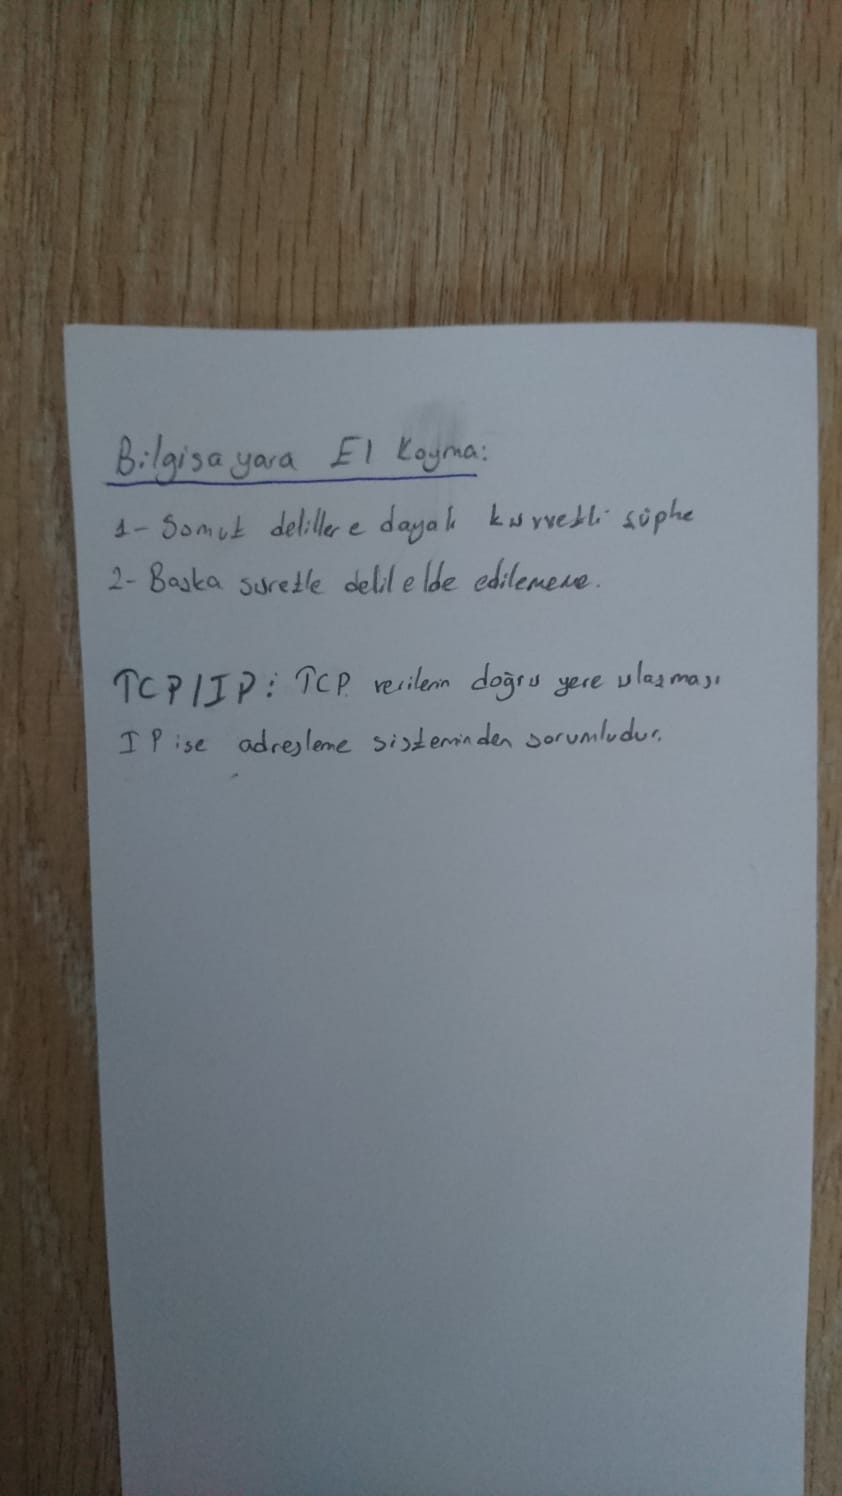 Bilgisayara El Koyma:
1- Somut delillere dayalı kuvvetli şüphe
2- Başka suretle delil elde edilememe.
TCP/IP: TCP verilerin doğru yere ulaşması
IP ise adresleme sisteminden sorumludur.